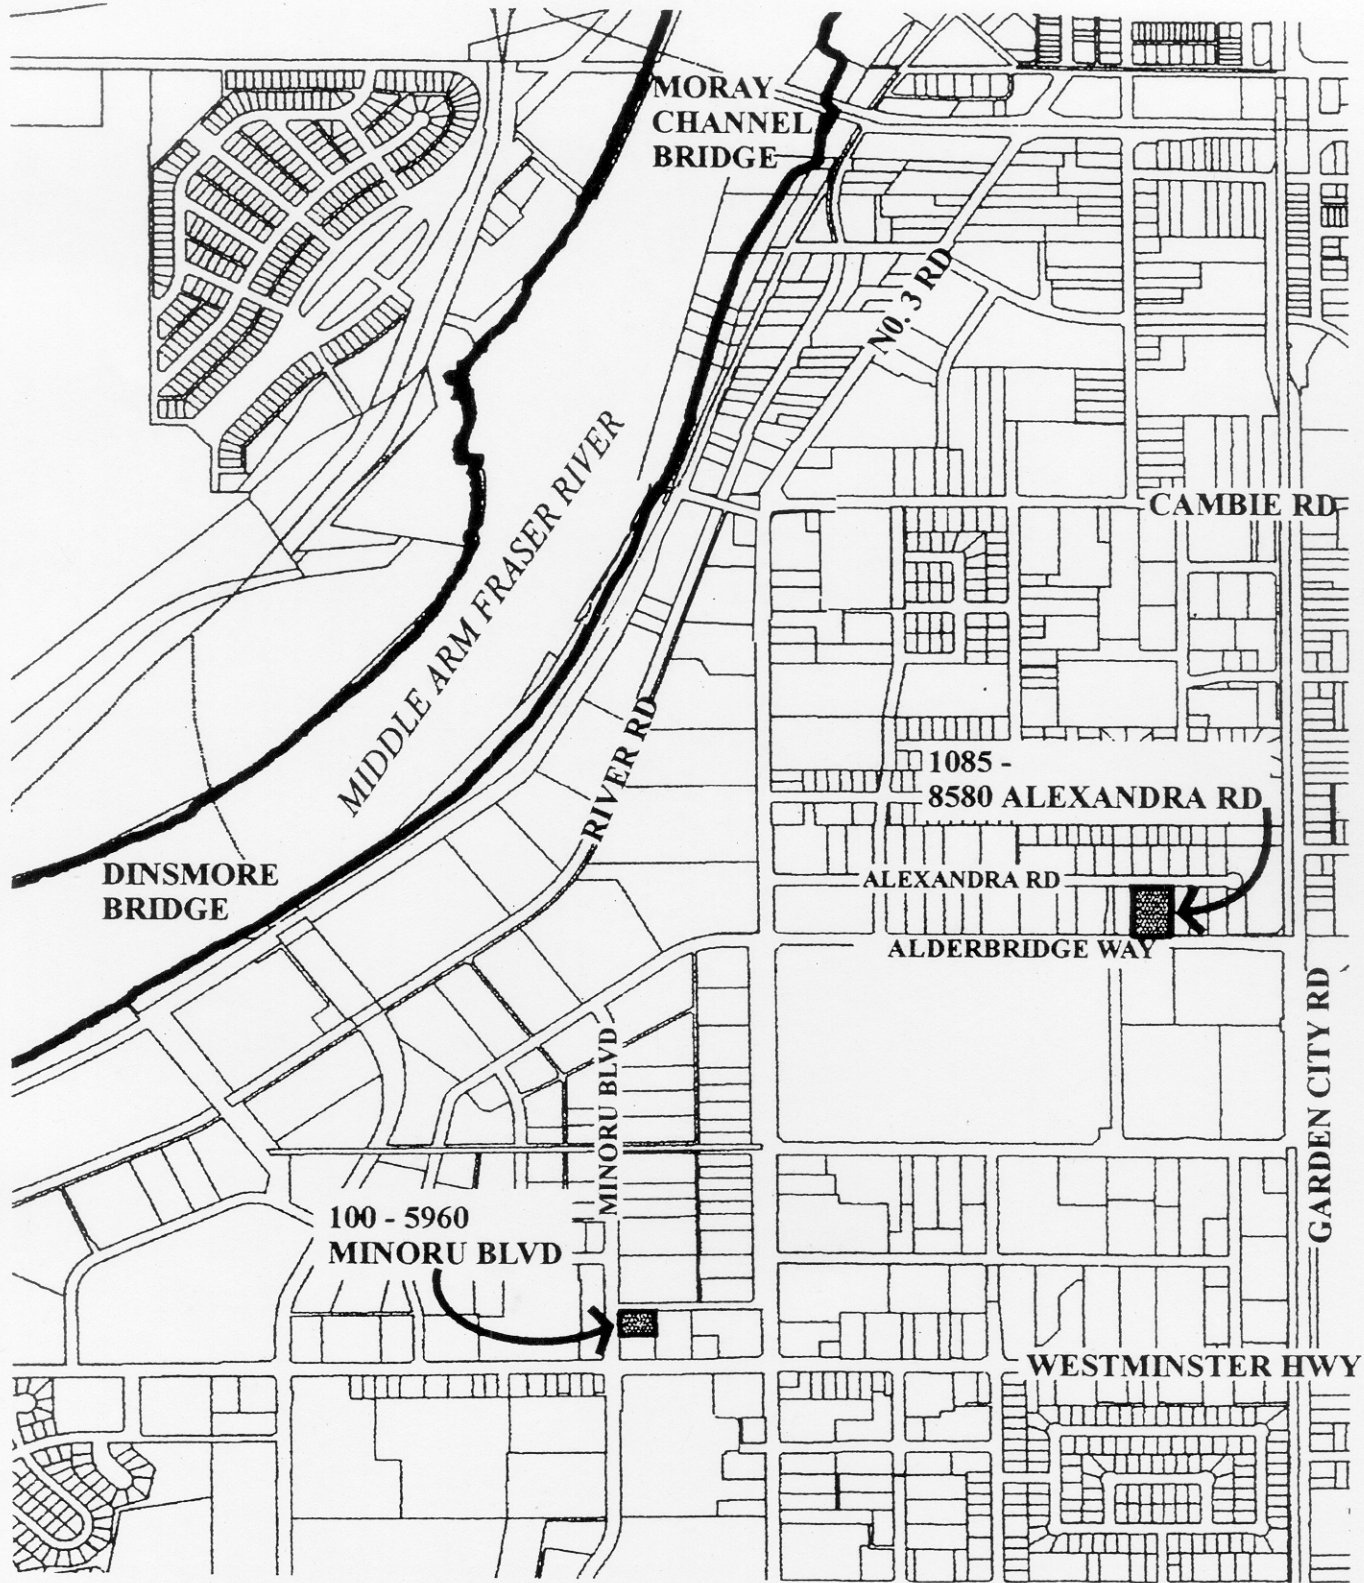 MORAY
CHANNEL
BRIDGE
N0. 3 RD
MIDDLE ARM FRASER RIVER
CAMBIE RD
RIVER RD
1085 -
8580 ALEXANDRA RD
DINSMORE
BRIDGE
ALEXANDRA RD
ALDERBRIDGE WAY
GARDEN CITY RD
MINORU BLVD
100 - 5960
MINORU BLVD
WESTMINSTER HWY